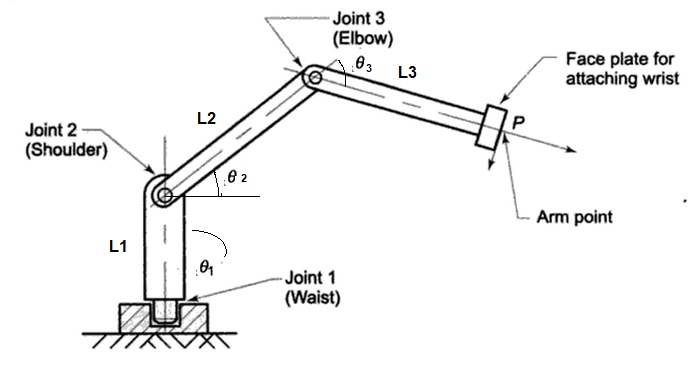 Joint 3
(Elbow)
θ3
L3
Face plate for
attaching wrist
L2
P
Joint 2
(Shoulder)
θ2
Arm point
L1
θ1
Joint 1
(Waist)